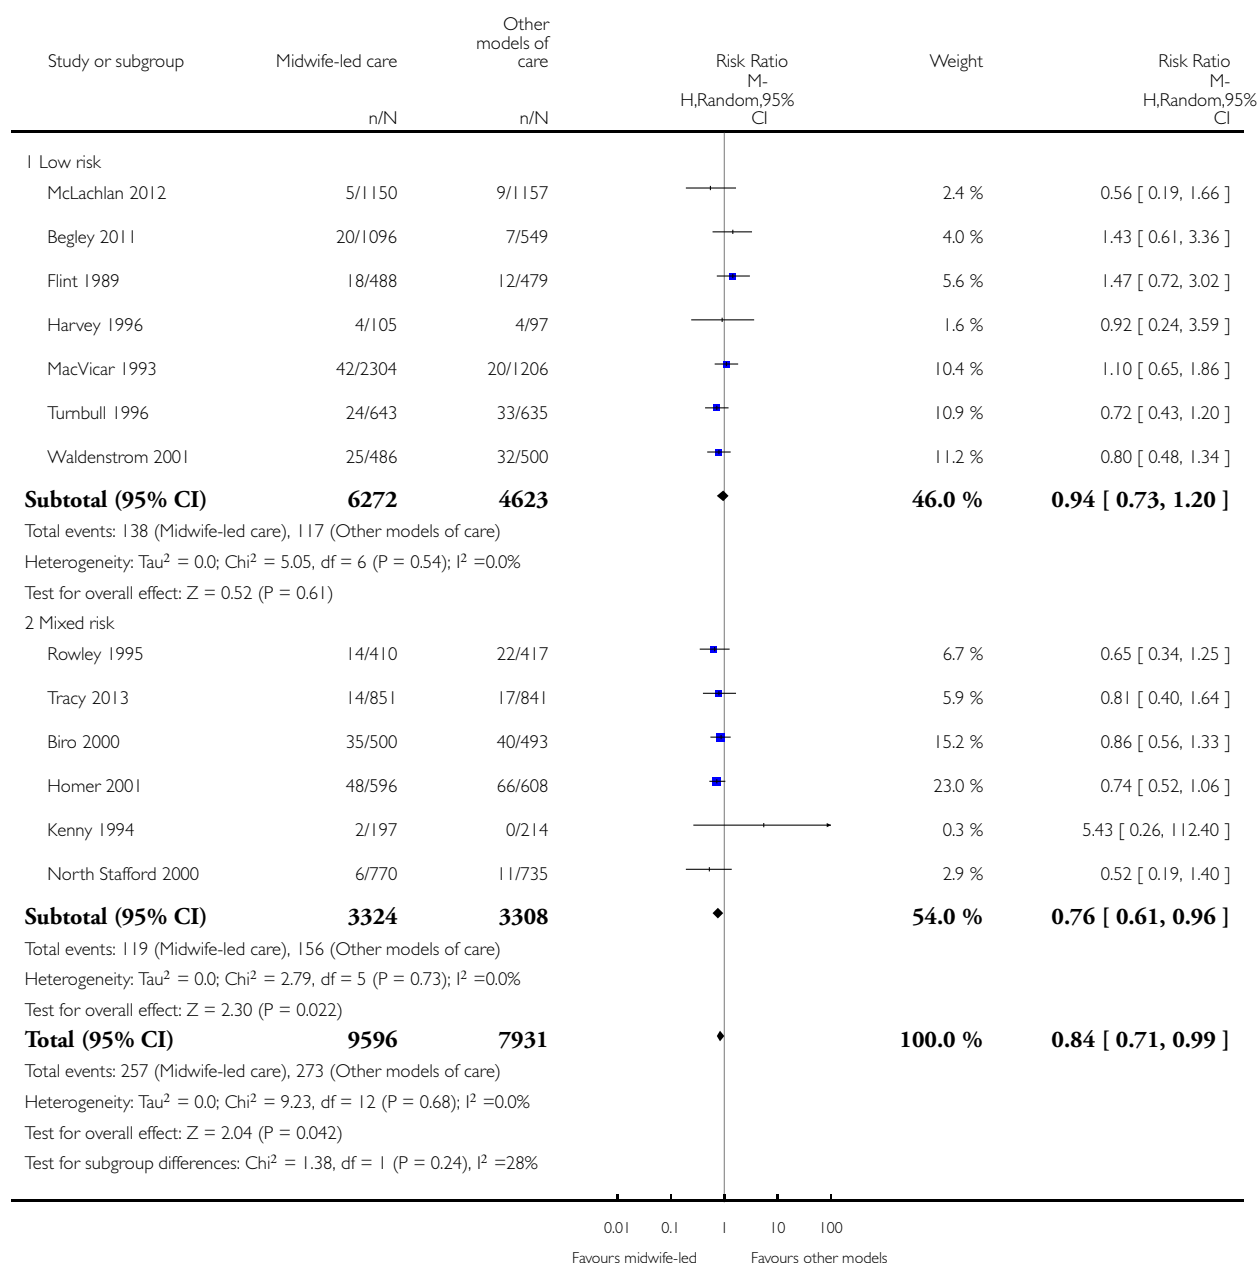 Study or subgroup Midwife-led care Other models of care Risk Ratio Weight Risk Ratio
n/N n/N M-H,Random,95% CI M-H,Random,95% CI
1 Low risk
McLachlan 2012 5/1150 9/1157 2.4 % 0.56 [ 0.19, 1.66 ]
Begley 2011 20/1096 7/549 4.0 % 1.43 [ 0.61, 3.36 ]
Flint 1989 18/488 12/479 5.6 % 1.47 [ 0.72, 3.02 ]
Harvey 1996 4/105 4/97 1.6 % 0.92 [ 0.24, 3.59 ]
MacVicar 1993 42/2304 20/1206 10.4 % 1.10 [ 0.65, 1.86 ]
Turnbull 1996 24/643 33/635 10.9 % 0.72 [ 0.43, 1.20 ]
Waldenstrom 2001 25/486 32/500 11.2 % 0.80 [ 0.48, 1.34 ]
Subtotal (95% CI) 6272 4623 46.0 % 0.94 [ 0.73, 1.20 ]
Total events: 138 (Midwife-led care), 117 (Other models of care)
Heterogeneity: Tau² = 0.0; Chi² = 5.05, df = 6 (P = 0.54); I² =0.0%
Test for overall effect: Z = 0.52 (P = 0.61)
2 Mixed risk
Rowley 1995 14/410 22/417 6.7 % 0.65 [ 0.34, 1.25 ]
Tracy 2013 14/851 17/841 5.9 % 0.81 [ 0.40, 1.64 ]
Biro 2000 35/500 40/493 15.2 % 0.86 [ 0.56, 1.33 ]
Homer 2001 48/596 66/608 23.0 % 0.74 [ 0.52, 1.06 ]
Kenny 1994 2/197 0/214 0.3 % 5.43 [ 0.26, 112.40 ]
North Stafford 2000 6/770 11/735 2.9 % 0.52 [ 0.19, 1.40 ]
Subtotal (95% CI) 3324 3308 54.0 % 0.76 [ 0.61, 0.96 ]
Total events: 119 (Midwife-led care), 156 (Other models of care)
Heterogeneity: Tau² = 0.0; Chi² = 2.79, df = 5 (P = 0.73); I² =0.0%
Test for overall effect: Z = 2.30 (P = 0.022)
Total (95% CI) 9596 7931 100.0 % 0.84 [ 0.71, 0.99 ]
Total events: 257 (Midwife-led care), 273 (Other models of care)
Heterogeneity: Tau² = 0.0; Chi² = 9.23, df = 12 (P = 0.68); I² =0.0%
Test for overall effect: Z = 2.04 (P = 0.042)
Test for subgroup differences: Chi² = 1.38, df = 1 (P = 0.24), I² =28%
0.01 0.1 1 10 100
Favours midwife-led Favours other models